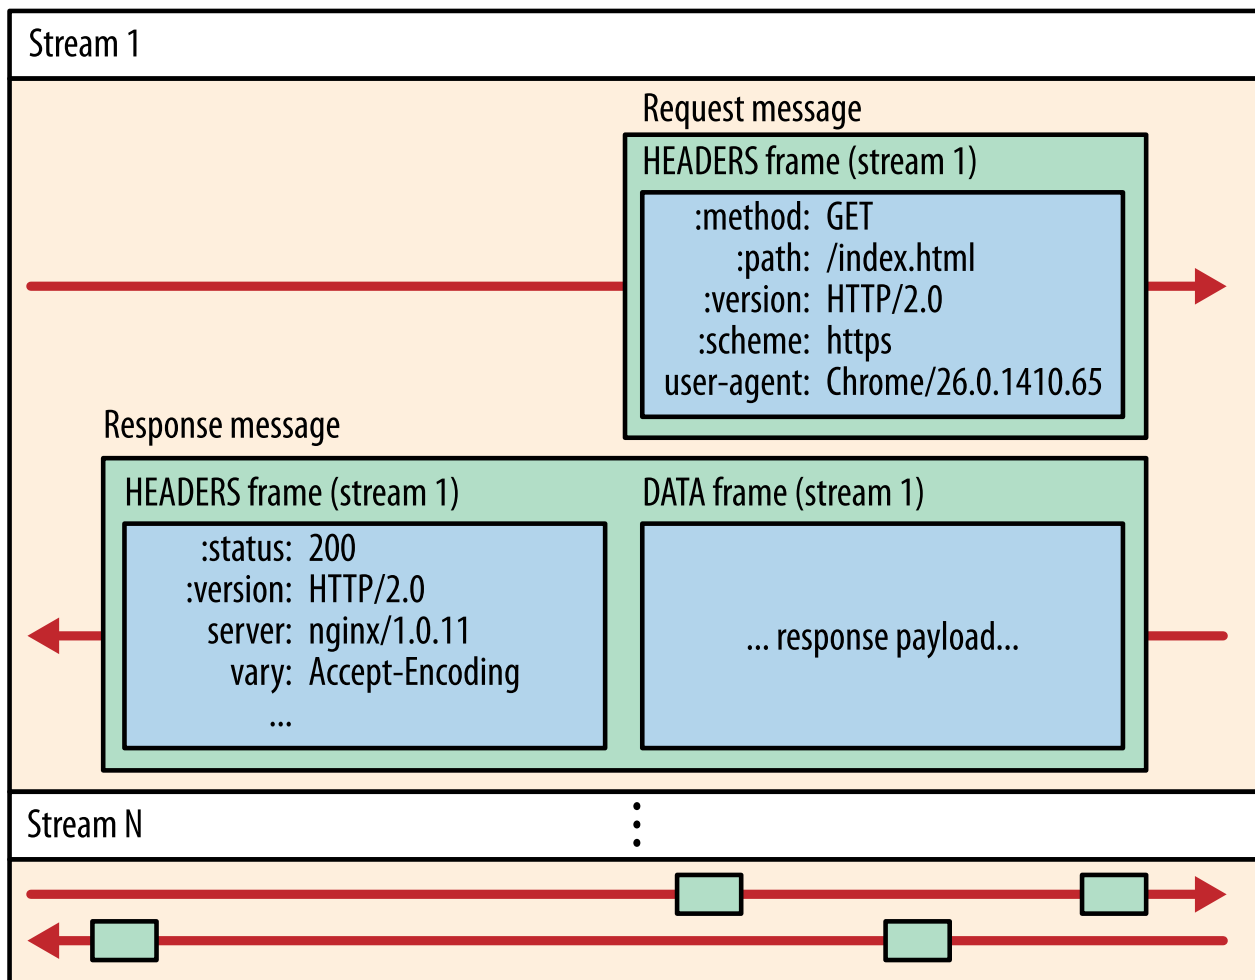 Stream 1
Request message
HEADERS frame (stream 1)
:method: GET
:path: /index.html
:version: HTTP/2.0
:scheme: https
user-agent: Chrome/26.0.1410.65
Response message
HEADERS frame (stream 1)
:status: 200
:version: HTTP/2.0
server: nginx/1.0.11
vary: Accept-Encoding
...
DATA frame (stream 1)
... response payload...
Stream N